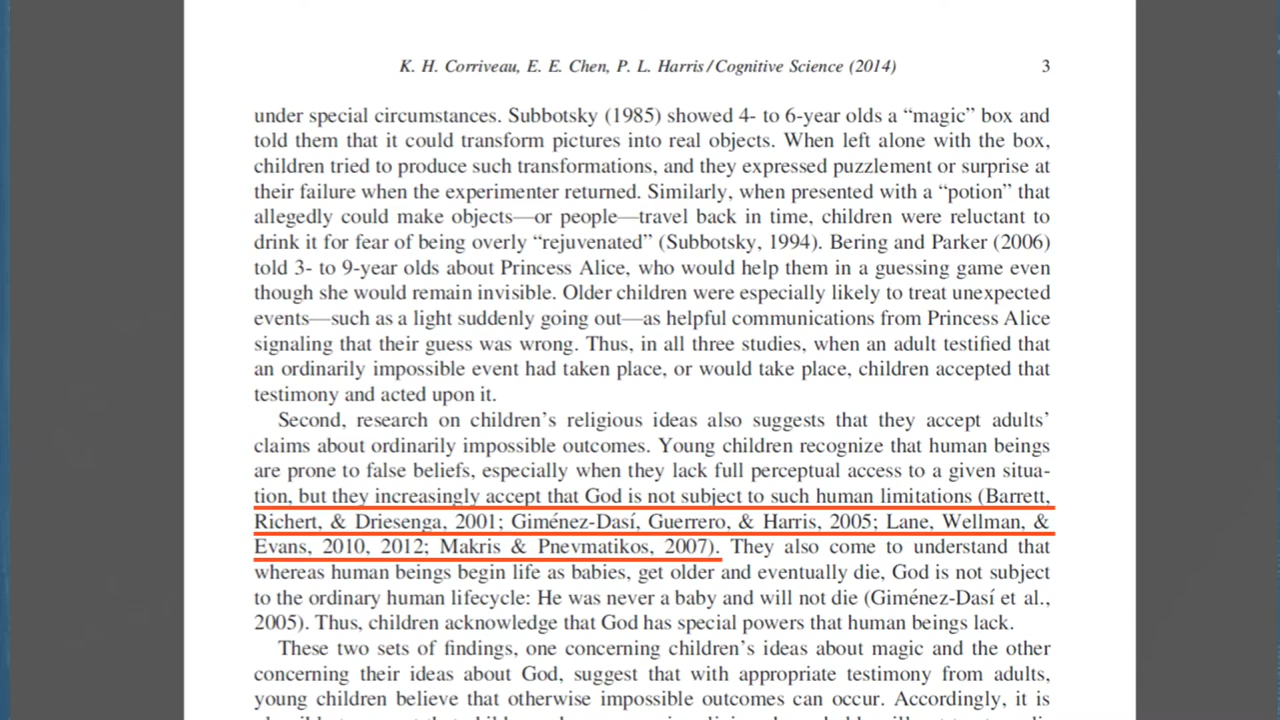 K. H. Corriveau, E. E. Chen, P. L. Harris / Cognitive Science (2014) 3
under special circumstances. Subbotsky (1985) showed 4- to 6-year olds a “magic” box and
told them that it could transform pictures into real objects. When left alone with the box,
children tried to produce such transformations, and they expressed puzzlement or surprise at
their failure when the experimenter returned. Similarly, when presented with a “potion” that
allegedly could make objects—or people—travel back in time, children were reluctant to
drink it for fear of being overly “rejuvenated” (Subbotsky, 1994). Bering and Parker (2006)
told 3- to 9-year olds about Princess Alice, who would help them in a guessing game even
though she would remain invisible. Older children were especially likely to treat unexpected
events—such as a light suddenly going out—as helpful communications from Princess Alice
signaling that their guess was wrong. Thus, in all three studies, when an adult testified that
an ordinarily impossible event had taken place, or would take place, children accepted that
testimony and acted upon it.
Second, research on children’s religious ideas also suggests that they accept adults’
claims about ordinarily impossible outcomes. Young children recognize that human beings
are prone to false beliefs, especially when they lack full perceptual access to a given situa-
tion, but they increasingly accept that God is not subject to such human limitations (Barrett,
Richert, & Driesenga, 2001; Giménez-Dasí, Guerrero, & Harris, 2005; Lane, Wellman, &
Evans, 2010, 2012; Makris & Pnevmatikos, 2007). They also come to understand that
whereas human beings begin life as babies, get older and eventually die, God is not subject
to the ordinary human lifecycle: He was never a baby and will not die (Giménez-Dasí et al.,
2005). Thus, children acknowledge that God has special powers that human beings lack.
These two sets of findings, one concerning children’s ideas about magic and the other
concerning their ideas about God, suggest that with appropriate testimony from adults,
young children believe that otherwise impossible outcomes can occur. Accordingly, it is